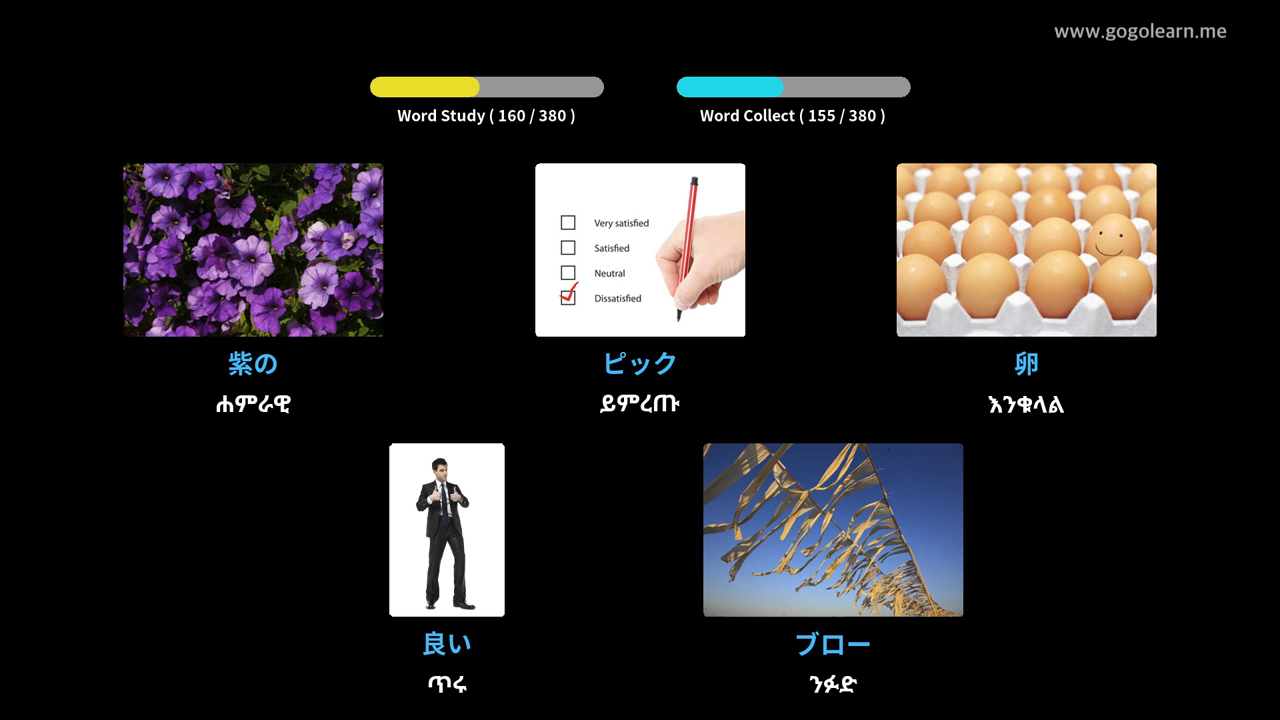 www.gogolearn.me
Word Study ( 160 / 380 )
Word Collect ( 155 / 380 )
Very satisfied
Satisfied
Neutral
Dissatisfied
紫の
ピック
卵
ሐምራዊ
ይምረጡ
እንቁላል
良い
ブロー
ጥሩ
ንፉድ